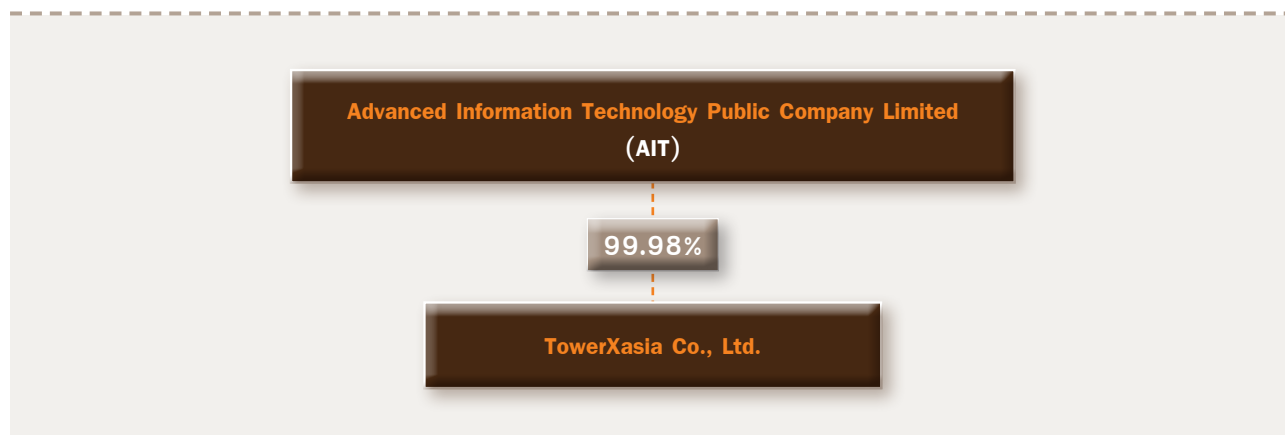 Advanced Information Technology Public Company Limited
(AIT)
99.98%
TowerXasia Co., Ltd.